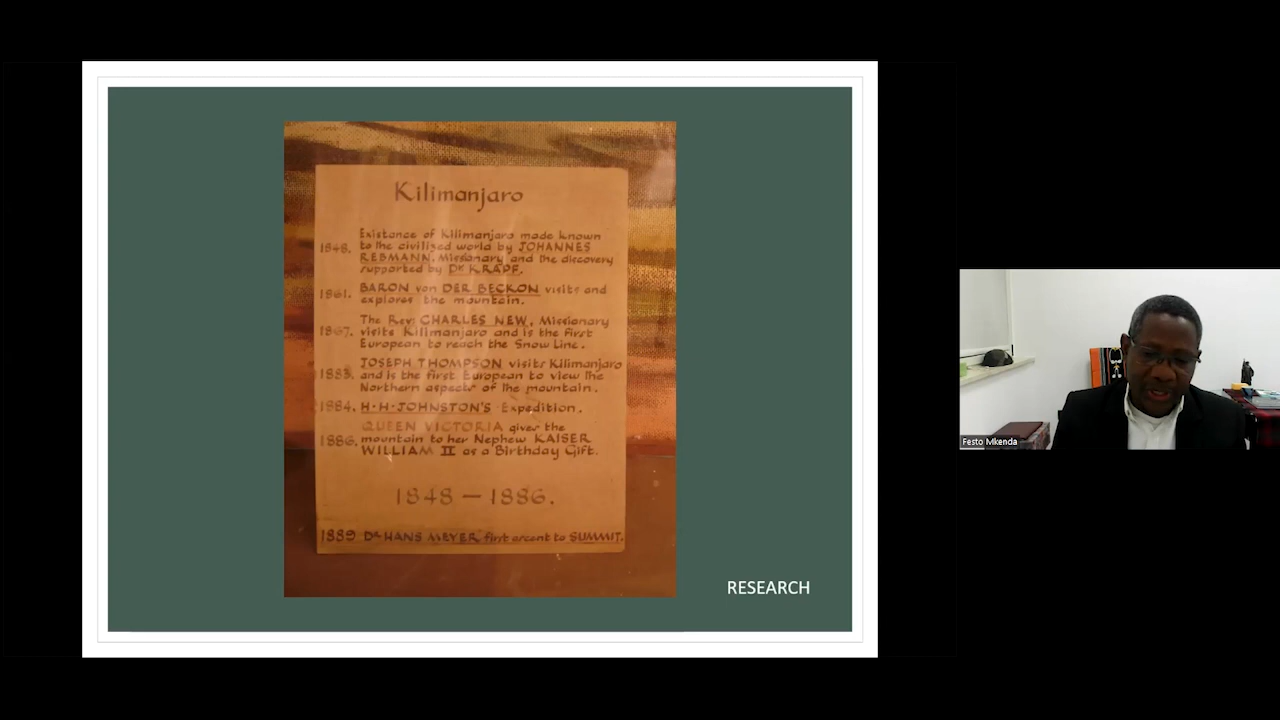 Kilimanjaro
Existance of Kilimanjaro made known
1848. to the civilized world by JOHANNES
REBMANN, Missionary and the discovery
supported by Dr KRAPF.
1861. BARON von DER BECKON visits and
explores the mountain.
The Rev: CHARLES NEW, Missionary
1867. visits Kilimanjaro and is the first
European to reach the Snow Line.
JOSEPH THOMPSON visits Kilimanjaro
1883. and is the first European to view the
Northern aspects of the mountain.
1884. H·H·JOHNSTON'S Expedition.
QUEEN VICTORIA gives the
1886. mountain to her Nephew KAISER
WILLIAM II as a Birthday Gift.
1848 — 1886.
1889 Dr HANS MEYER first ascent to SUMMIT.
RESEARCH
Festo Mkenda